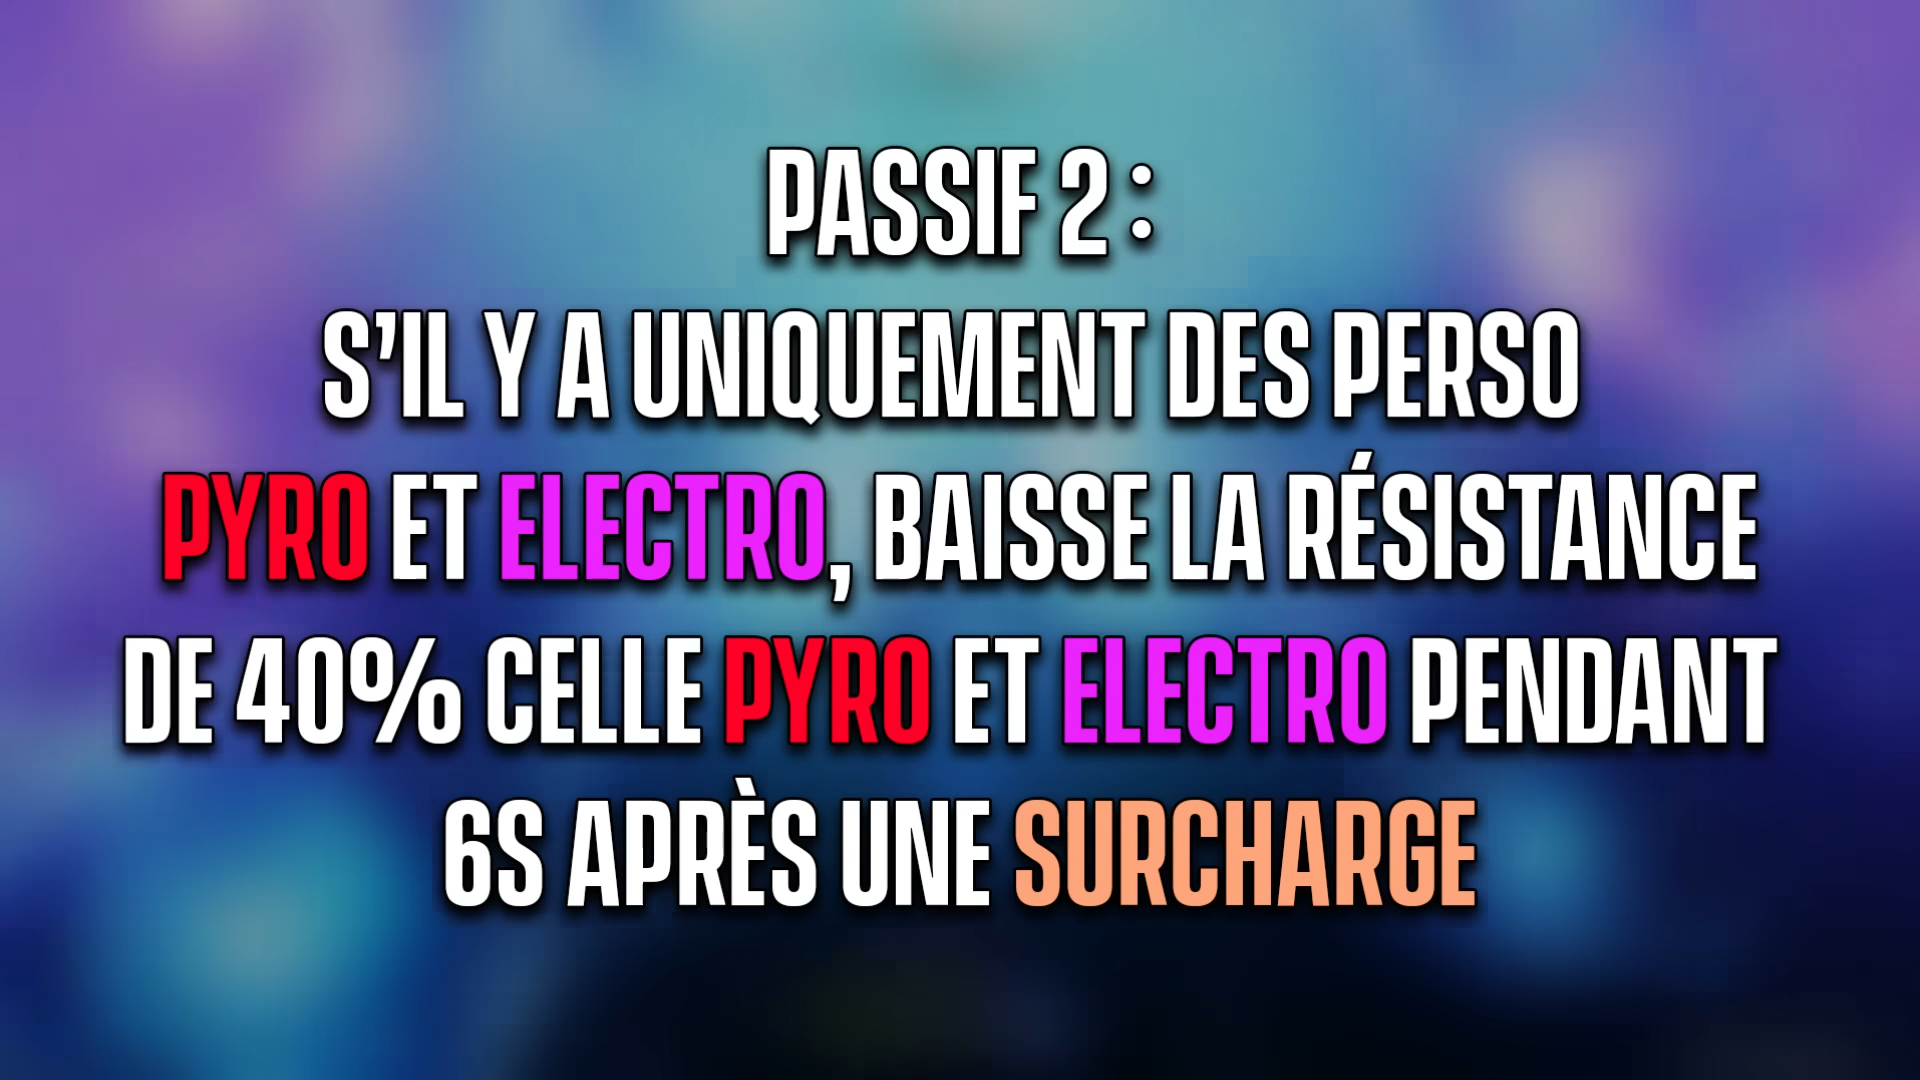 PASSIF 2 :
S'IL Y A UNIQUEMENT DES PERSO
PYRO ET ELECTRO, BAISSE LA RÉSISTANCE
DE 40% CELLE PYRO ET ELECTRO PENDANT
6S APRÈS UNE SURCHARGE